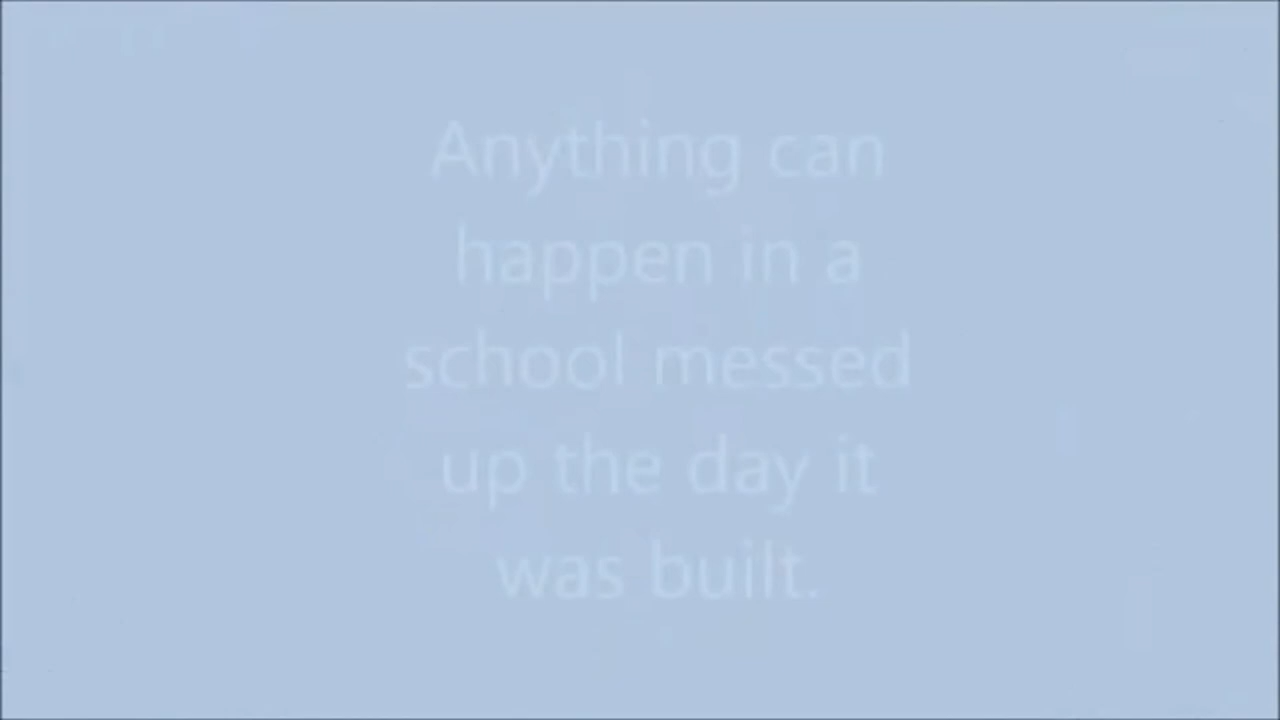 Anything can
happen in a
school messed
up the day it
was built.